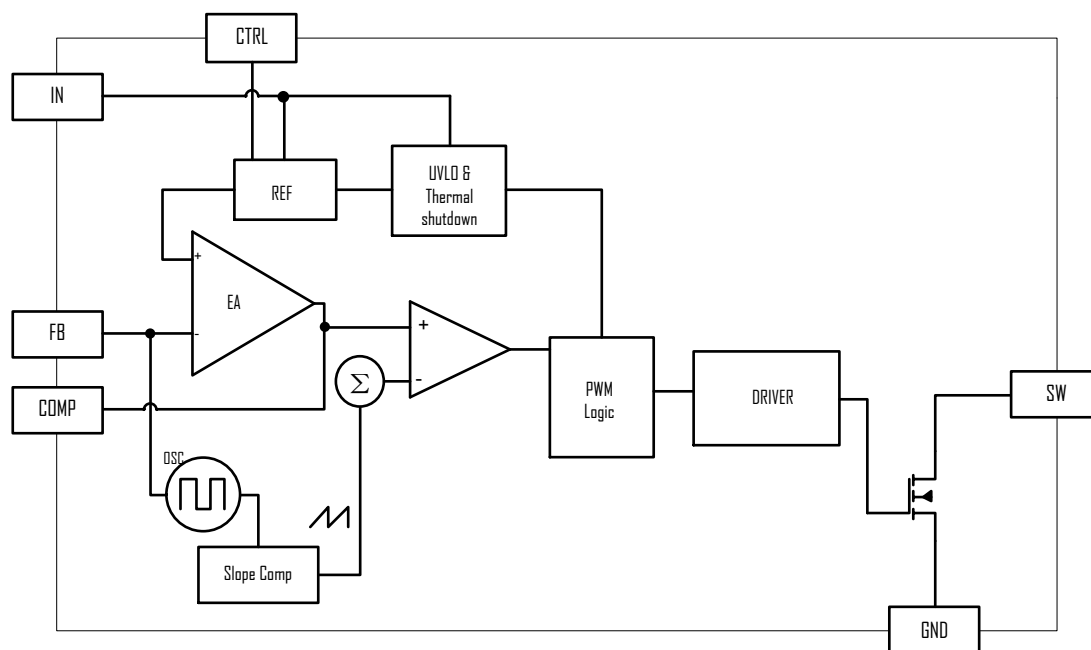 CTRL
IN
UVLO &
Thermal
shutdown
REF
+
EA
-
FB
+
-
Σ
COMP
PWM
Logic
DRIVER
SW
OSC
Slope Comp
GND